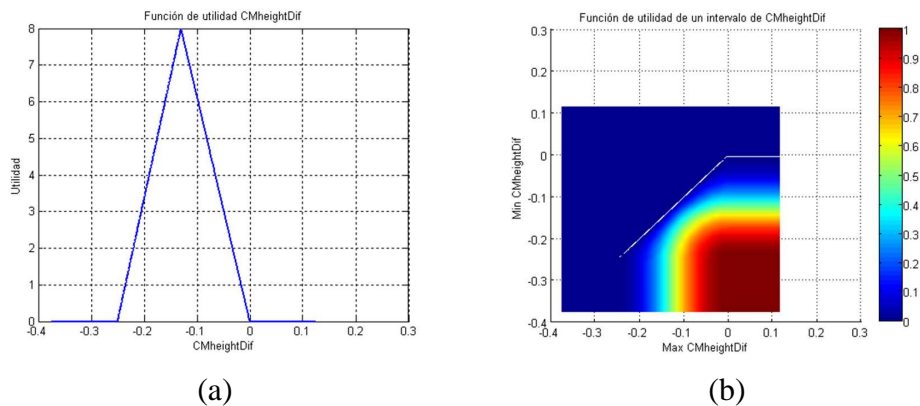 Función de utilidad CMheightDif
8
7
6
5
4
3
2
1
0
Utilidad
-0.4 -0.3 -0.2 -0.1 0 0.1 0.2 0.3
CMheightDif
(a)
Función de utilidad de un intervalo de CMheightDif
0.3
0.2
0.1
0
-0.1
-0.2
-0.3
-0.4
Min CMheightDif
-0.4 -0.3 -0.2 -0.1 0 0.1 0.2 0.3
Max CMheightDif
1
0.9
0.8
0.7
0.6
0.5
0.4
0.3
0.2
0.1
0
(b)